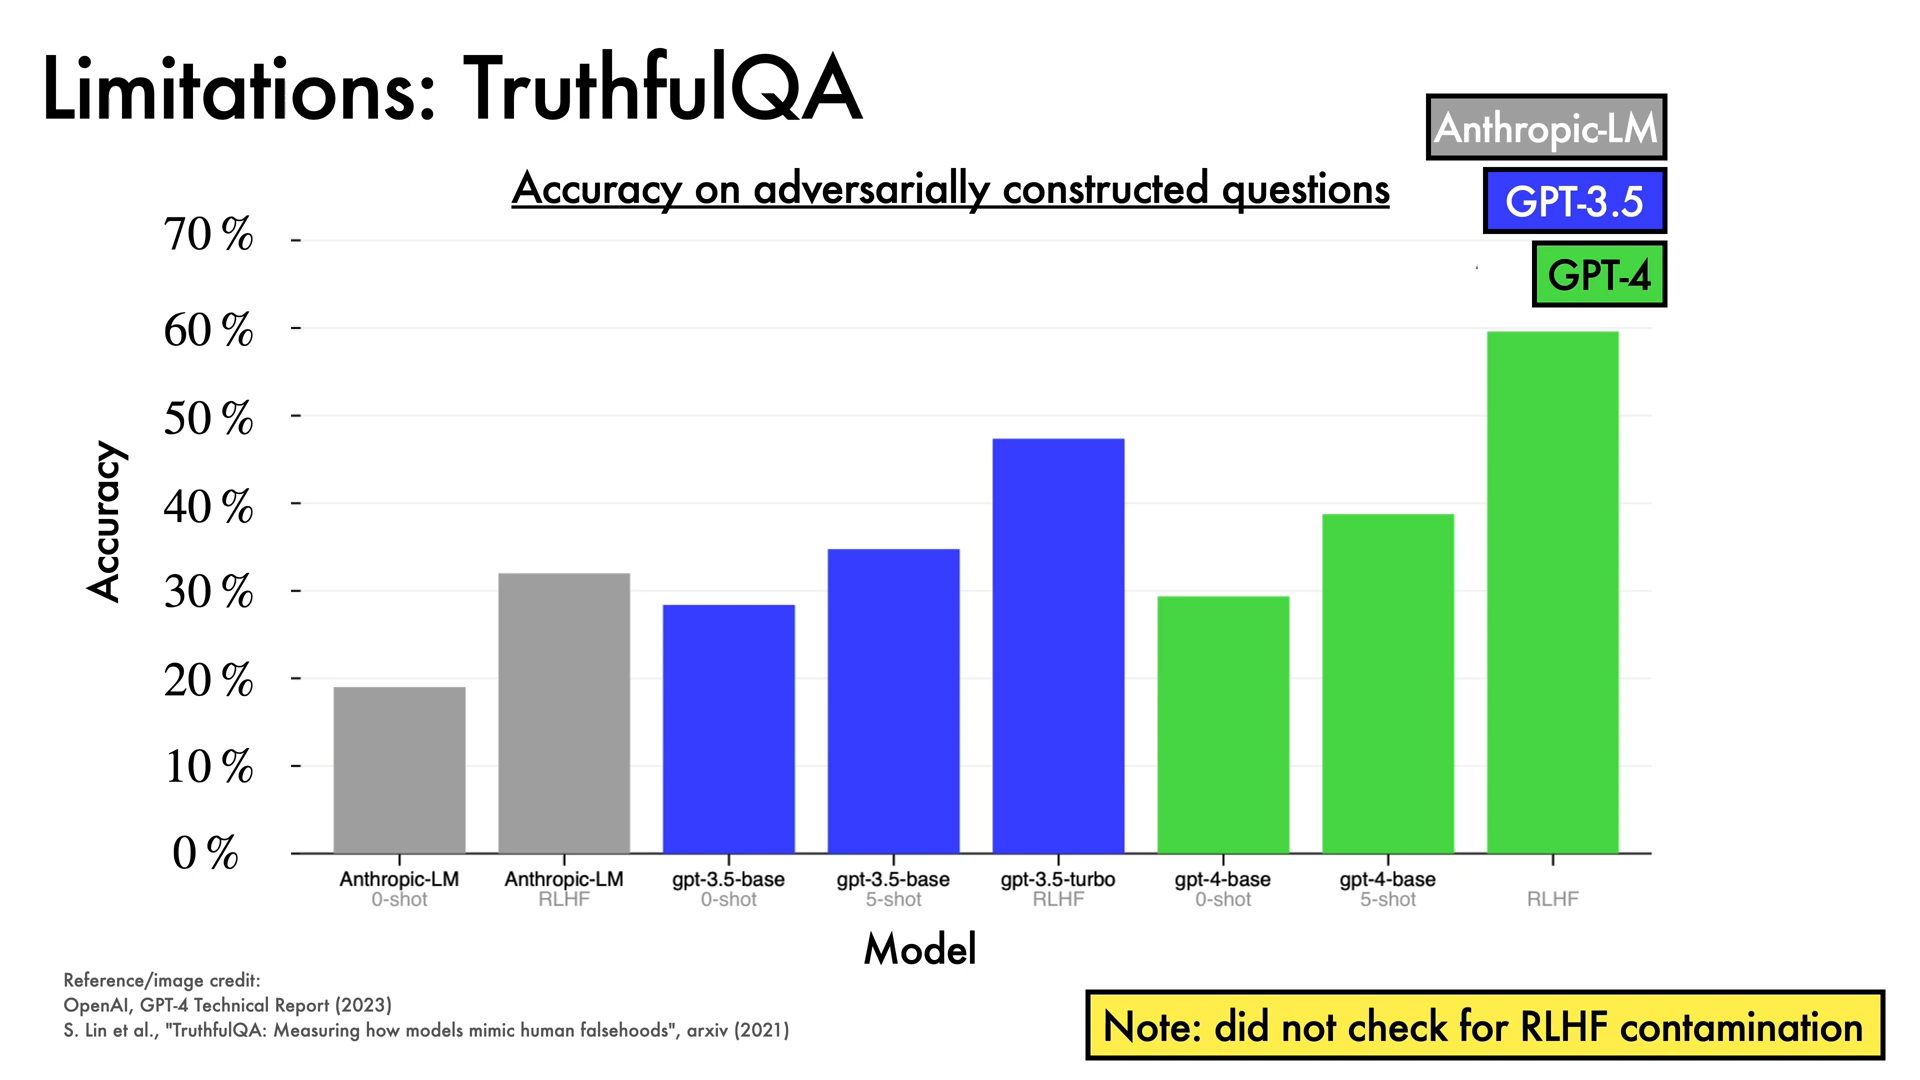 Limitations: TruthfulQA
Anthropic-LM
GPT-3.5
GPT-4
Accuracy on adversarially constructed questions
70 %
60 %
50 %
40 %
30 %
20 %
10 %
0 %
Accuracy
Anthropic-LM
0-shot
Anthropic-LM
RLHF
gpt-3.5-base
0-shot
gpt-3.5-base
5-shot
gpt-3.5-turbo
RLHF
gpt-4-base
0-shot
gpt-4-base
5-shot
RLHF
Model
Reference/image credit:
OpenAI, GPT-4 Technical Report (2023)
S. Lin et al., "TruthfulQA: Measuring how models mimic human falsehoods", arxiv (2021)
Note: did not check for RLHF contamination